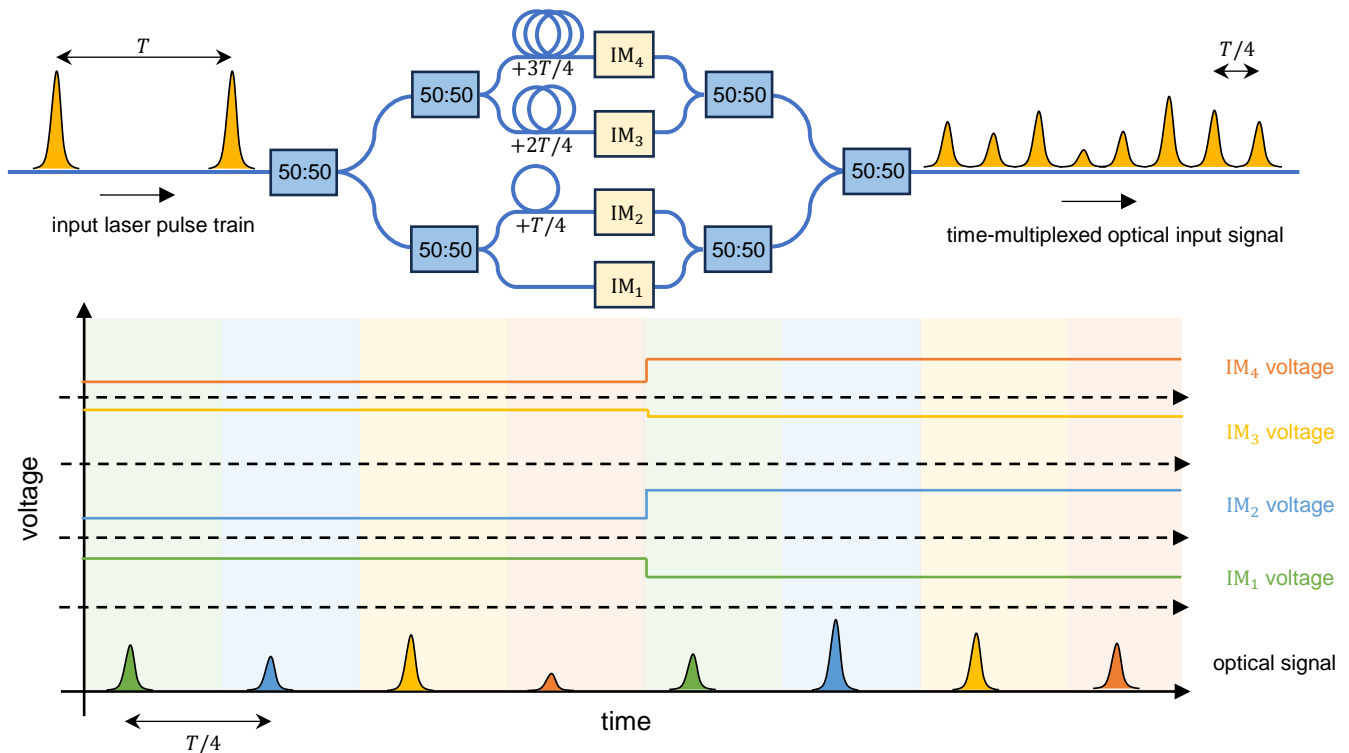 T
input laser pulse train
50:50
50:50
50:50
+3T/4
+2T/4
+T/4
IM₄
IM₃
IM₂
IM₁
50:50
50:50
50:50
T/4
time-multiplexed optical input signal
voltage
IM₄ voltage
IM₃ voltage
IM₂ voltage
IM₁ voltage
optical signal
time
T/4